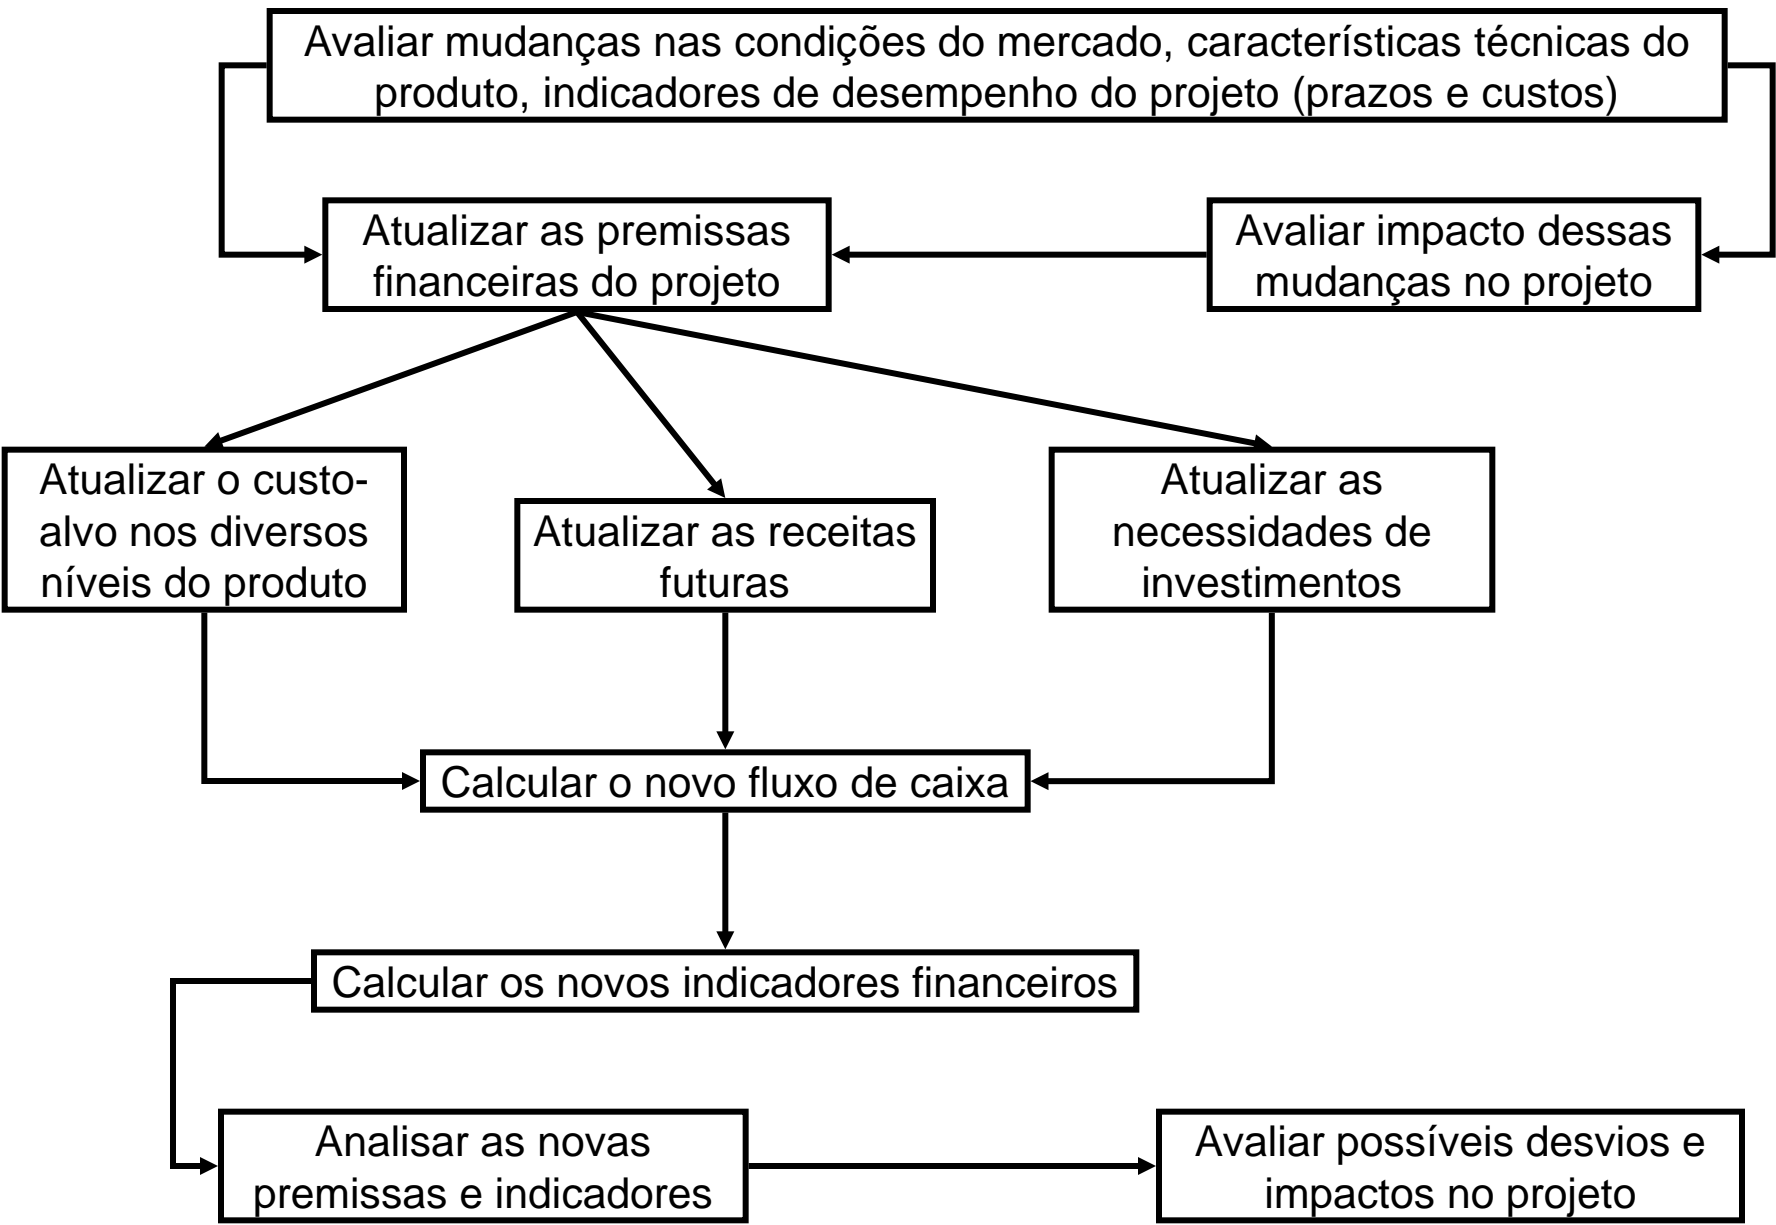 Avaliar mudanças nas condições do mercado, características técnicas do
produto, indicadores de desempenho do projeto (prazos e custos)
Atualizar as premissas
financeiras do projeto
Avaliar impacto dessas
mudanças no projeto
Atualizar o custo-
alvo nos diversos
níveis do produto
Atualizar as receitas
futuras
Atualizar as
necessidades de
investimentos
Calcular o novo fluxo de caixa
Calcular os novos indicadores financeiros
Analisar as novas
premissas e indicadores
Avaliar possíveis desvios e
impactos no projeto